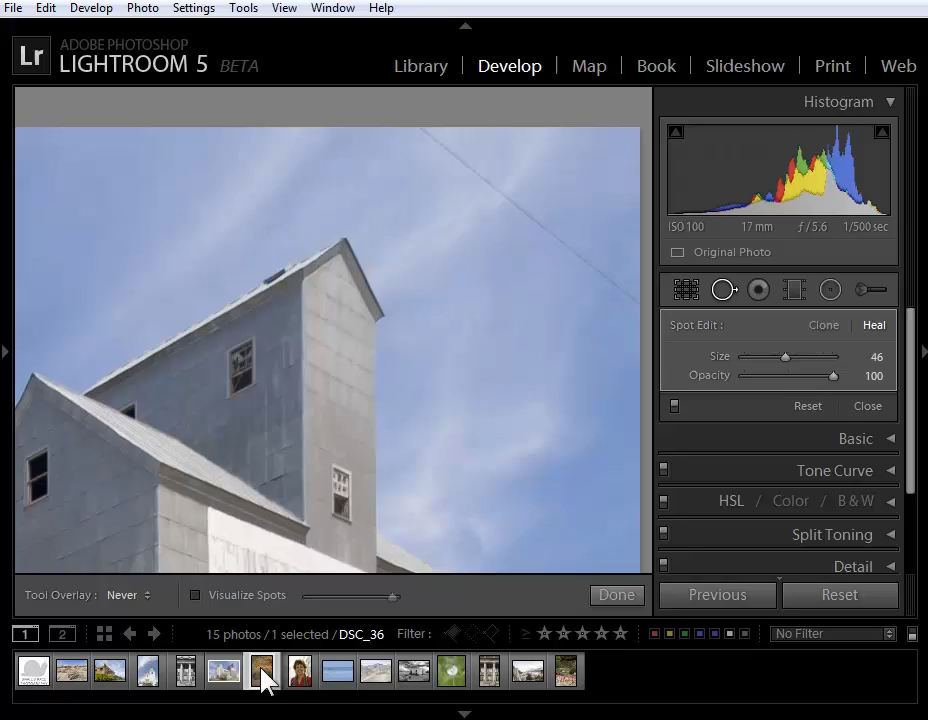 File Edit Develop Photo Settings Tools View Window Help
Lr ADOBE PHOTOSHOP
LIGHTROOM 5 BETA
Library | Develop | Map | Book | Slideshow | Print | Web
Histogram
ISO 100 17 mm ƒ / 5.6 1/500 sec
Original Photo
Spot Edit : Clone | Heal
Size 46
Opacity 100
Reset Close
Basic
Tone Curve
HSL / Color / B & W
Split Toning
Detail
Tool Overlay : Never Visualize Spots Done
Previous Reset
1 2 15 photos / 1 selected / DSC_36 Filter : ≥ No Filter